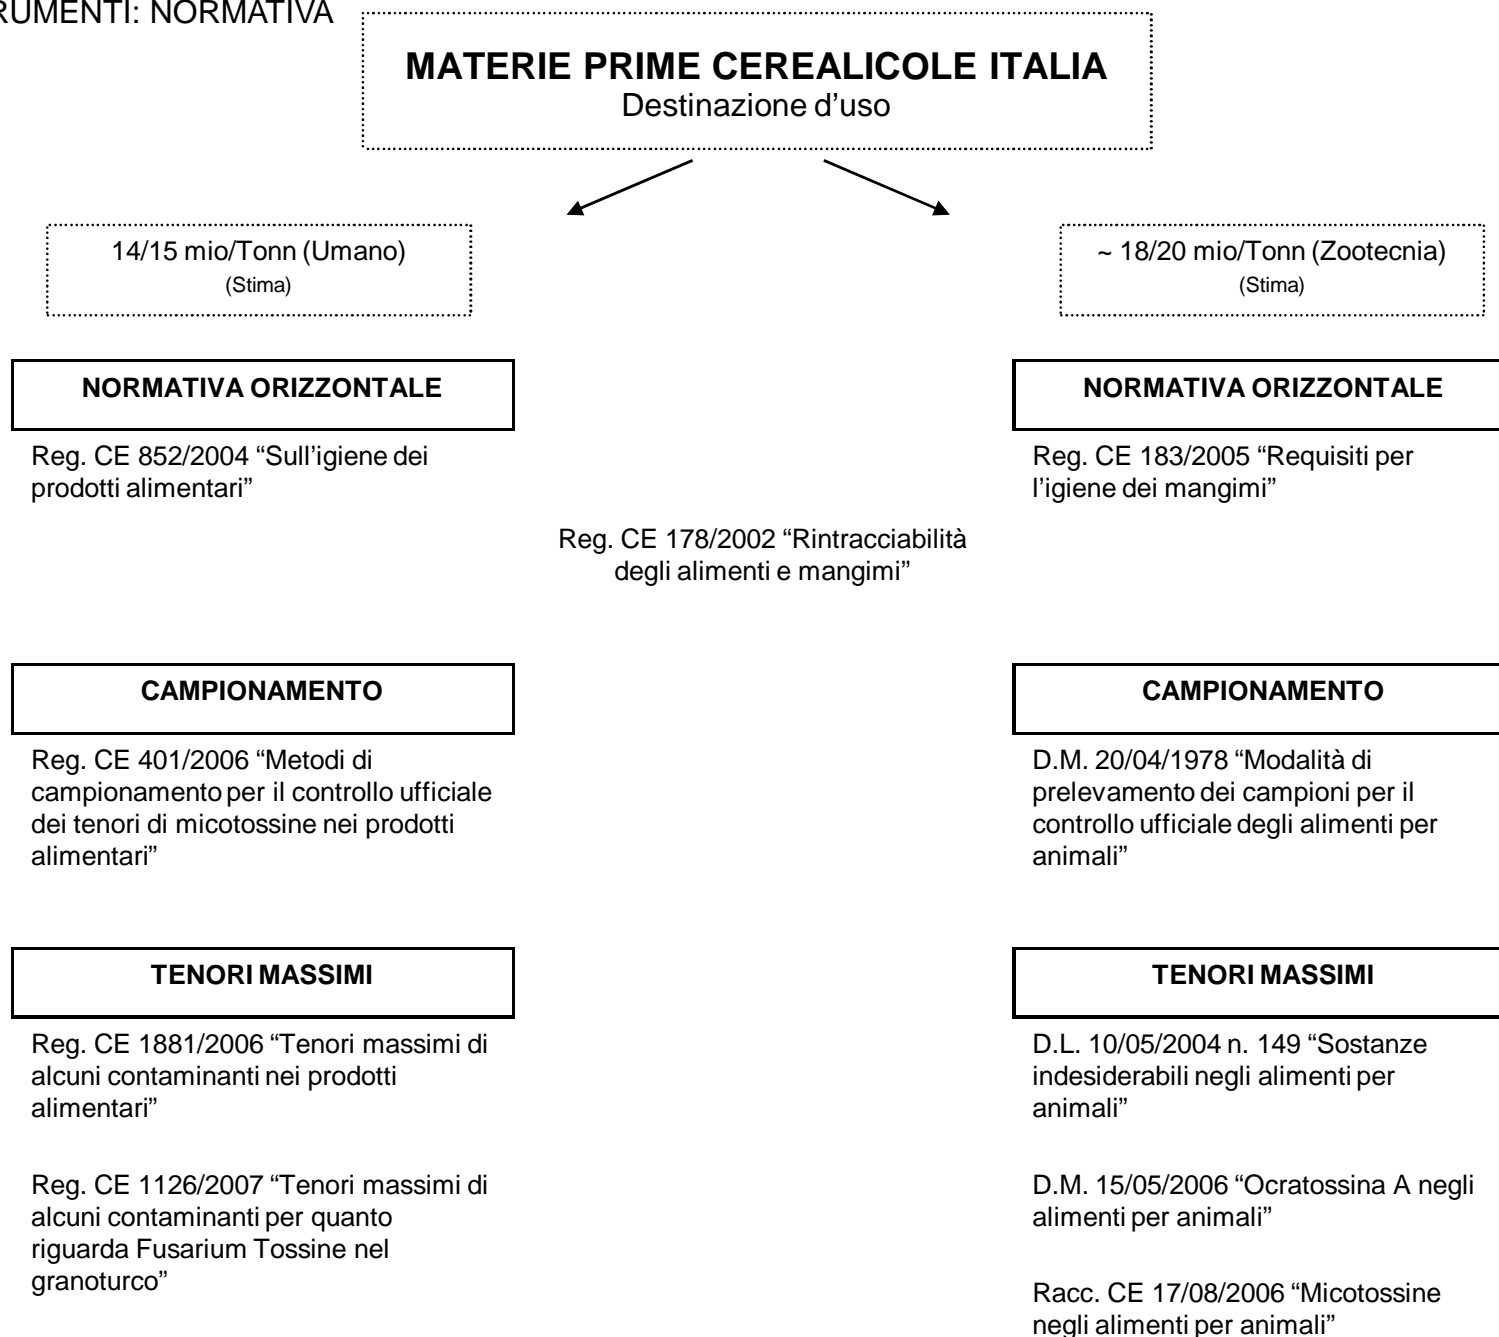 RUMENTI: NORMATIVA
MATERIE PRIME CEREALICOLE ITALIA
Destinazione d’uso
14/15 mio/Tonn (Umano)
(Stima)
~ 18/20 mio/Tonn (Zootecnia)
(Stima)
NORMATIVA ORIZZONTALE
Reg. CE 852/2004 “Sull’igiene dei
prodotti alimentari”
NORMATIVA ORIZZONTALE
Reg. CE 183/2005 “Requisiti per
l’igiene dei mangimi”
Reg. CE 178/2002 “Rintracciabilità
degli alimenti e mangimi”
CAMPIONAMENTO
Reg. CE 401/2006 “Metodi di
campionamento per il controllo ufficiale
dei tenori di micotossine nei prodotti
alimentari”
CAMPIONAMENTO
D.M. 20/04/1978 “Modalità di
prelevamento dei campioni per il
controllo ufficiale degli alimenti per
animali”
TENORI MASSIMI
Reg. CE 1881/2006 “Tenori massimi di
alcuni contaminanti nei prodotti
alimentari”
Reg. CE 1126/2007 “Tenori massimi di
alcuni contaminanti per quanto
riguarda Fusarium Tossine nel
granoturco”
TENORI MASSIMI
D.L. 10/05/2004 n. 149 “Sostanze
indesiderabili negli alimenti per
animali”
D.M. 15/05/2006 “Ocratossina A negli
alimenti per animali”
Racc. CE 17/08/2006 “Micotossine
negli alimenti per animali”